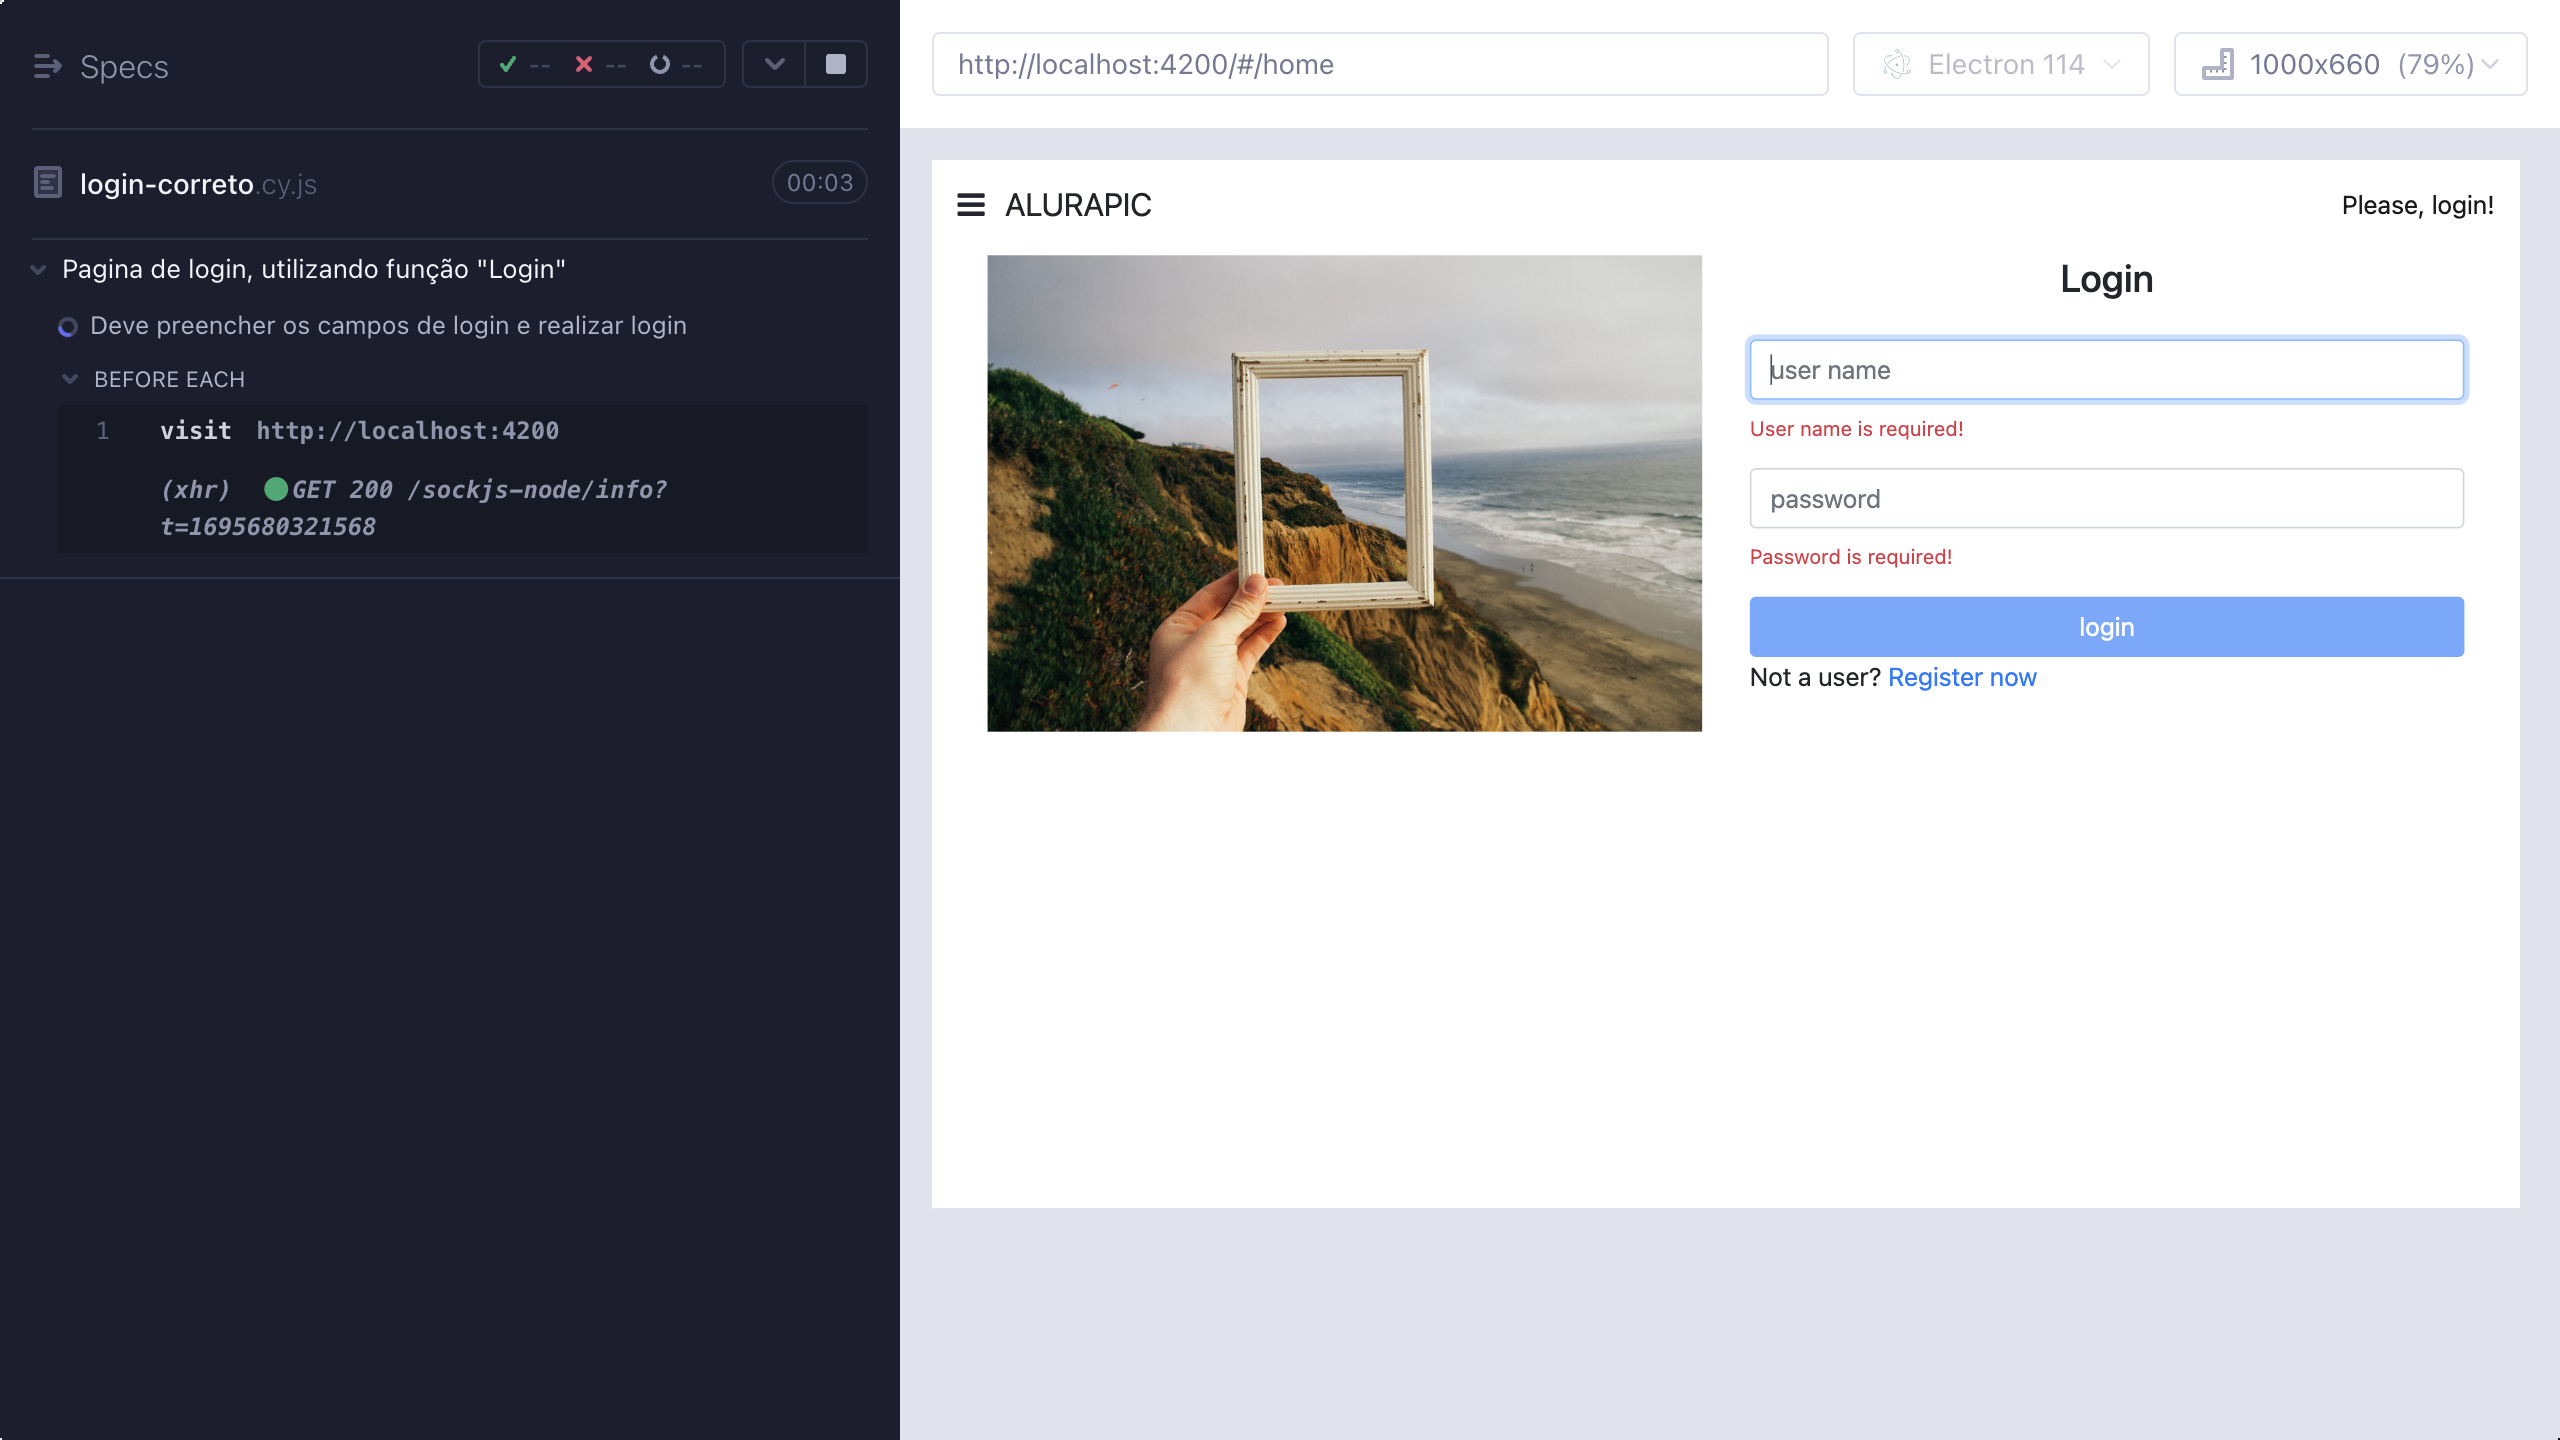 Specs
-- -- --
login-correto.cy.js
00:03
Pagina de login, utilizando função "Login"
Deve preencher os campos de login e realizar login
BEFORE EACH
1 visit http://localhost:4200
(xhr) GET 200 /sockjs-node/info?
t=1695680321568
http://localhost:4200/#/home
Electron 114
1000x660 (79%)
ALURAPIC
Please, login!
Login
user name
User name is required!
password
Password is required!
login
Not a user? Register now